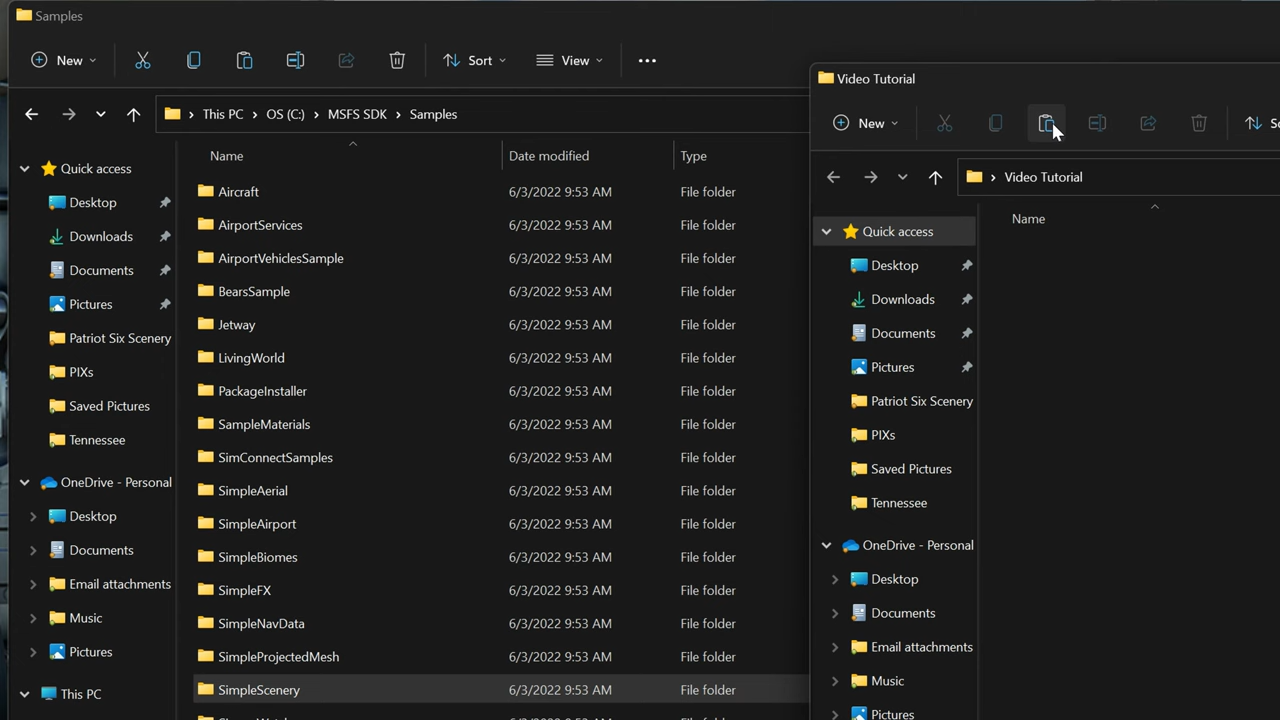 Samples
New Sort View
This PC OS (C:) MSFS SDK Samples
Quick access
Desktop
Downloads
Documents
Pictures
Patriot Six Scenery
PIXs
Saved Pictures
Tennessee
OneDrive - Personal
Desktop
Documents
Email attachments
Music
Pictures
This PC
Name Date modified Type
Aircraft 6/3/2022 9:53 AM File folder
AirportServices 6/3/2022 9:53 AM File folder
AirportVehiclesSample 6/3/2022 9:53 AM File folder
BearsSample 6/3/2022 9:53 AM File folder
Jetway 6/3/2022 9:53 AM File folder
LivingWorld 6/3/2022 9:53 AM File folder
PackageInstaller 6/3/2022 9:53 AM File folder
SampleMaterials 6/3/2022 9:53 AM File folder
SimConnectSamples 6/3/2022 9:53 AM File folder
SimpleAerial 6/3/2022 9:53 AM File folder
SimpleAirport 6/3/2022 9:53 AM File folder
SimpleBiomes 6/3/2022 9:53 AM File folder
SimpleFX 6/3/2022 9:53 AM File folder
SimpleNavData 6/3/2022 9:53 AM File folder
SimpleProjectedMesh 6/3/2022 9:53 AM File folder
SimpleScenery 6/3/2022 9:53 AM File folder
Video Tutorial
New
Video Tutorial
Quick access
Desktop
Downloads
Documents
Pictures
Patriot Six Scenery
PIXs
Saved Pictures
Tennessee
OneDrive - Personal
Desktop
Documents
Email attachments
Music
Pictures
Name